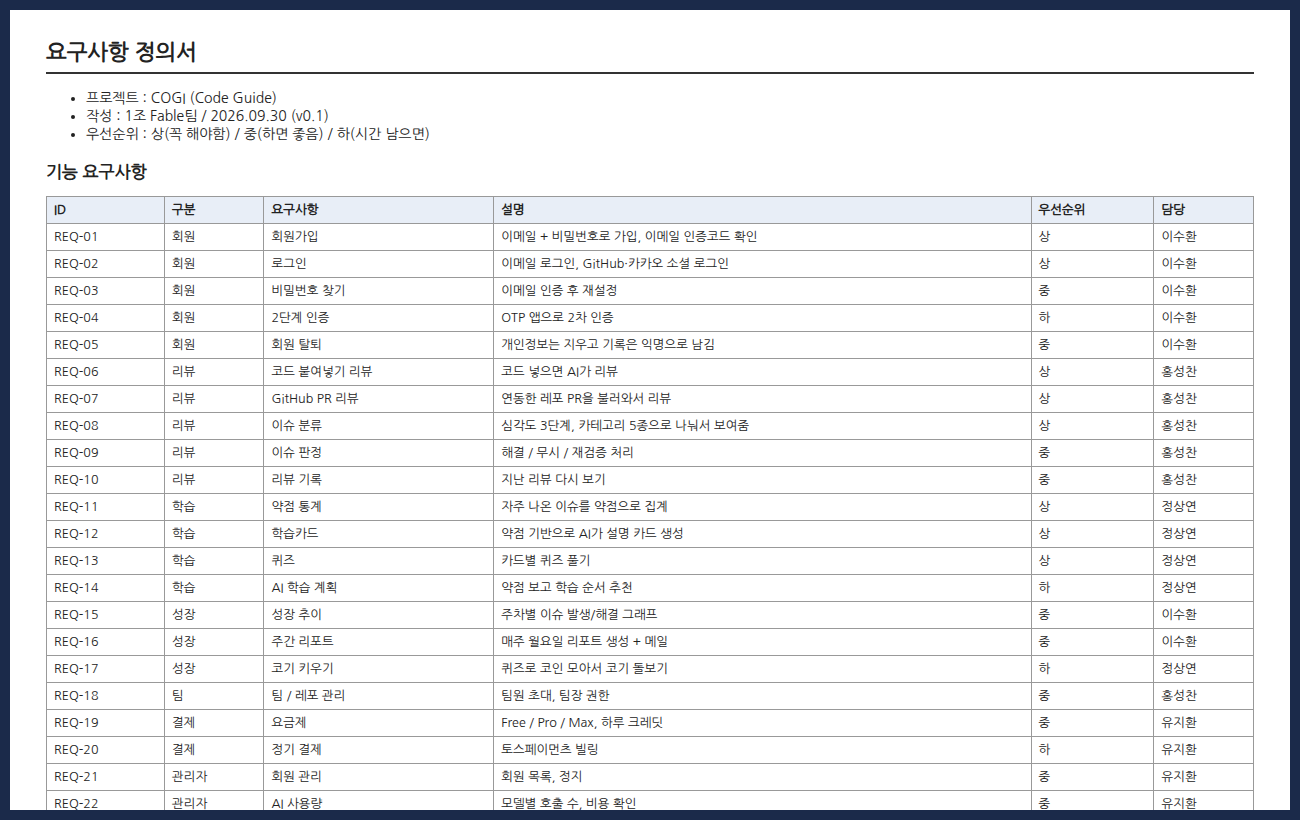 요구사항 정의서
• 프로젝트 : COGI (Code Guide)
• 작성 : 1조 Fable팀 / 2026.09.30 (v0.1)
• 우선순위 : 상(꼭 해야함) / 중(하면 좋음) / 하(시간 남으면)
기능 요구사항
ID 구분 요구사항 설명 우선순위 담당
REQ-01 회원 회원가입 이메일 + 비밀번호로 가입, 이메일 인증코드 확인 상 이수환
REQ-02 회원 로그인 이메일 로그인, GitHub·카카오 소셜 로그인 상 이수환
REQ-03 회원 비밀번호 찾기 이메일 인증 후 재설정 중 이수환
REQ-04 회원 2단계 인증 OTP 앱으로 2차 인증 하 이수환
REQ-05 회원 회원 탈퇴 개인정보는 지우고 기록은 익명으로 남김 중 이수환
REQ-06 리뷰 코드 붙여넣기 리뷰 코드 넣으면 AI가 리뷰 상 홍성찬
REQ-07 리뷰 GitHub PR 리뷰 연동한 레포 PR을 불러와서 리뷰 상 홍성찬
REQ-08 리뷰 이슈 분류 심각도 3단계, 카테고리 5종으로 나눠서 보여줌 상 홍성찬
REQ-09 리뷰 이슈 판정 해결 / 무시 / 재검증 처리 중 홍성찬
REQ-10 리뷰 리뷰 기록 지난 리뷰 다시 보기 중 홍성찬
REQ-11 학습 약점 통계 자주 나온 이슈를 약점으로 집계 상 정상연
REQ-12 학습 학습카드 약점 기반으로 AI가 설명 카드 생성 상 정상연
REQ-13 학습 퀴즈 카드별 퀴즈 풀기 상 정상연
REQ-14 학습 AI 학습 계획 약점 보고 학습 순서 추천 하 정상연
REQ-15 성장 성장 추이 주차별 이슈 발생/해결 그래프 중 이수환
REQ-16 성장 주간 리포트 매주 월요일 리포트 생성 + 메일 중 이수환
REQ-17 성장 코기 키우기 퀴즈로 코인 모아서 코기 돌보기 하 정상연
REQ-18 팀 팀 / 레포 관리 팀원 초대, 팀장 권한 중 홍성찬
REQ-19 결제 요금제 Free / Pro / Max, 하루 크레딧 중 유지환
REQ-20 결제 정기 결제 토스페이먼츠 빌링 하 유지환
REQ-21 관리자 회원 관리 회원 목록, 정지 중 유지환
REQ-22 관리자 AI 사용량 모델별 호출 수, 비용 확인 중 유지환